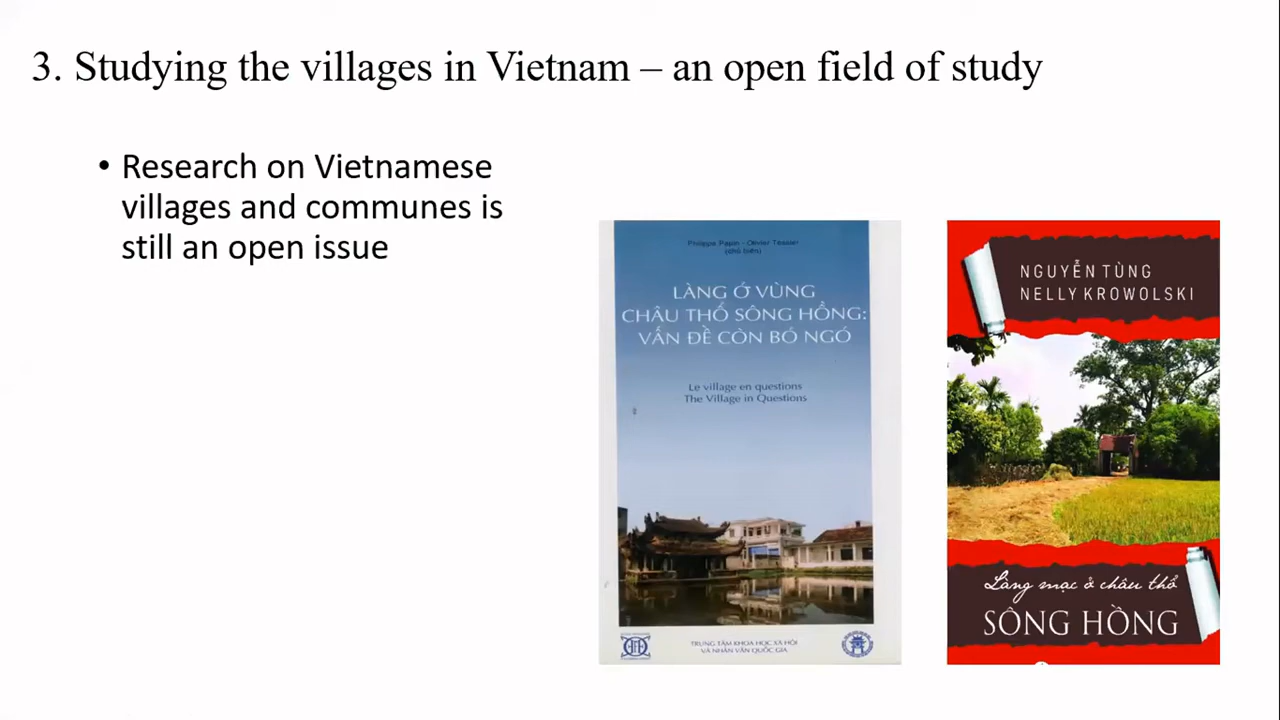 3. Studying the villages in Vietnam – an open field of study
• Research on Vietnamese
villages and communes is
still an open issue
Philippe Papin - Olivier Tessier
(chủ biên)
LÀNG Ở VÙNG
CHÂU THỔ SÔNG HỒNG:
VẤN ĐỀ CÒN BỎ NGỎ
Le village en questions
The Village in Questions
TRUNG TÂM KHOA HỌC XÃ HỘI
VÀ NHÂN VĂN QUỐC GIA
NGUYỄN TÙNG
NELLY KROWOLSKI
Làng mạc ở châu thổ
SÔNG HỒNG